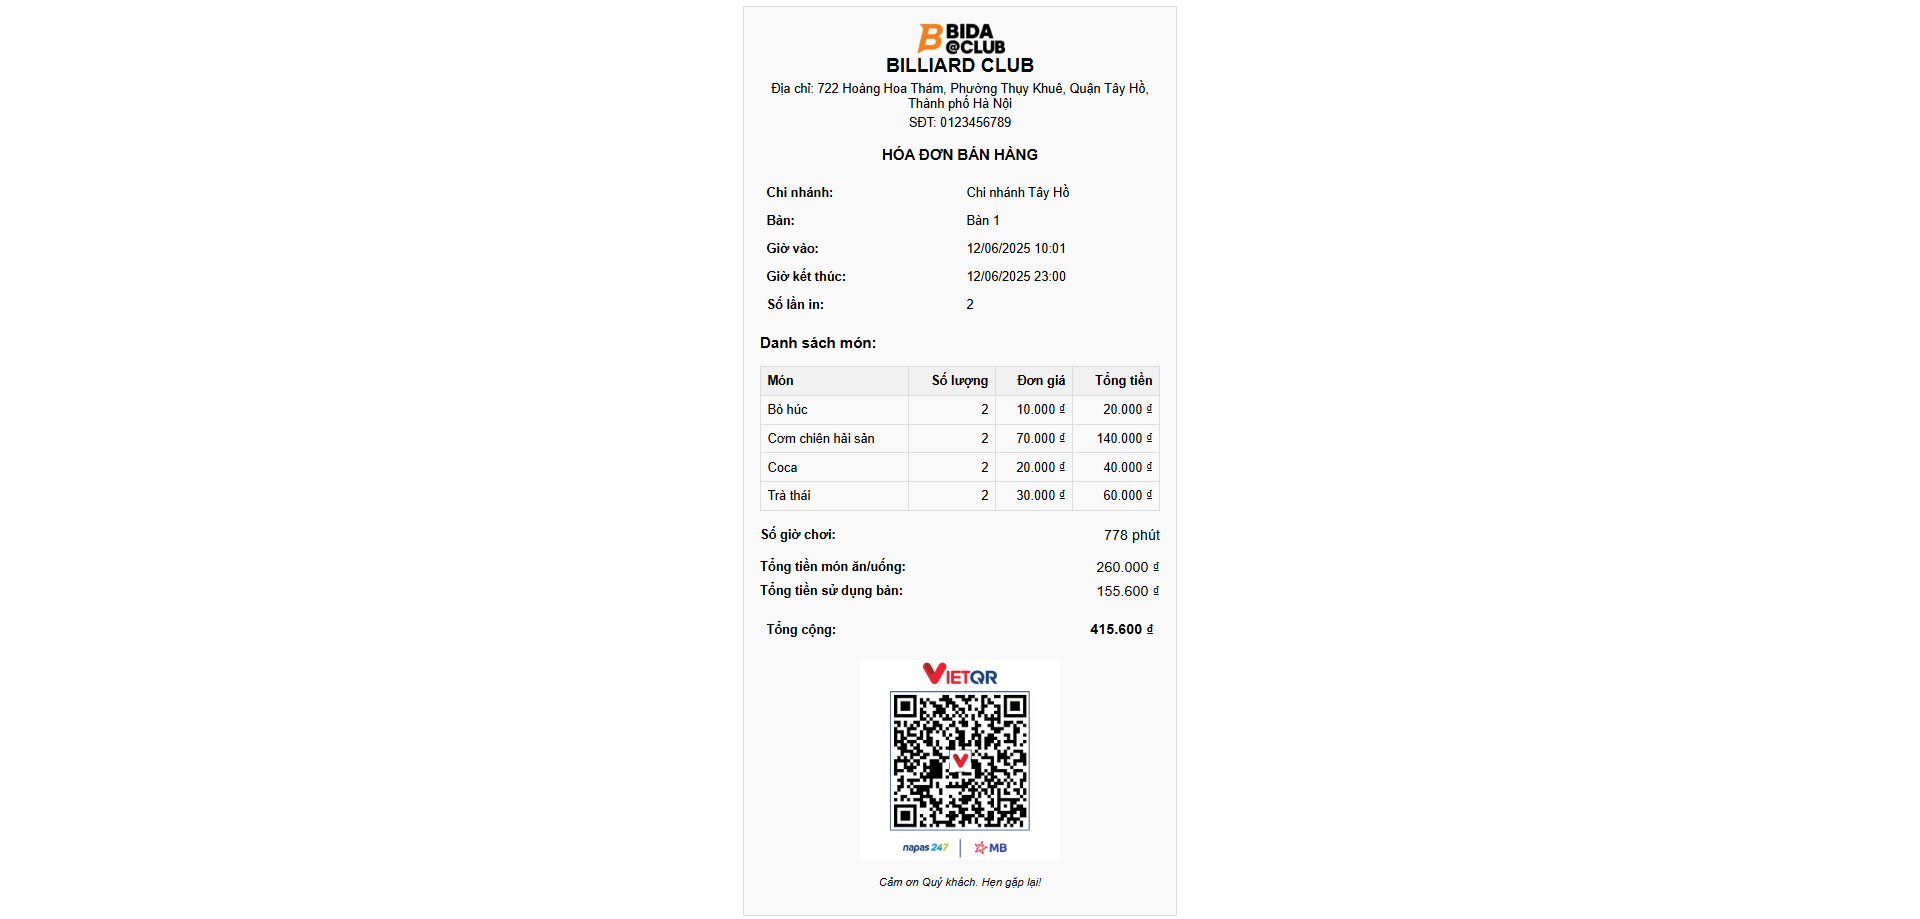 B BIDA
@CLUB
BILLIARD CLUB
Địa chỉ: 722 Hoàng Hoa Thám, Phường Thụy Khuê, Quận Tây Hồ,
Thành phố Hà Nội
SĐT: 0123456789
HÓA ĐƠN BÁN HÀNG
Chi nhánh: Chi nhánh Tây Hồ
Bàn: Bàn 1
Giờ vào: 12/06/2025 10:01
Giờ kết thúc: 12/06/2025 23:00
Số lần in: 2
Danh sách món:
Món Số lượng Đơn giá Tổng tiền
Bò húc 2 10.000 ₫ 20.000 ₫
Cơm chiên hải sản 2 70.000 ₫ 140.000 ₫
Coca 2 20.000 ₫ 40.000 ₫
Trà thái 2 30.000 ₫ 60.000 ₫
Số giờ chơi: 778 phút
Tổng tiền món ăn/uống: 260.000 ₫
Tổng tiền sử dụng bàn: 155.600 ₫
Tổng cộng: 415.600 ₫
VIETQR
napas 247 | MB
Cảm ơn Quý khách. Hẹn gặp lại!